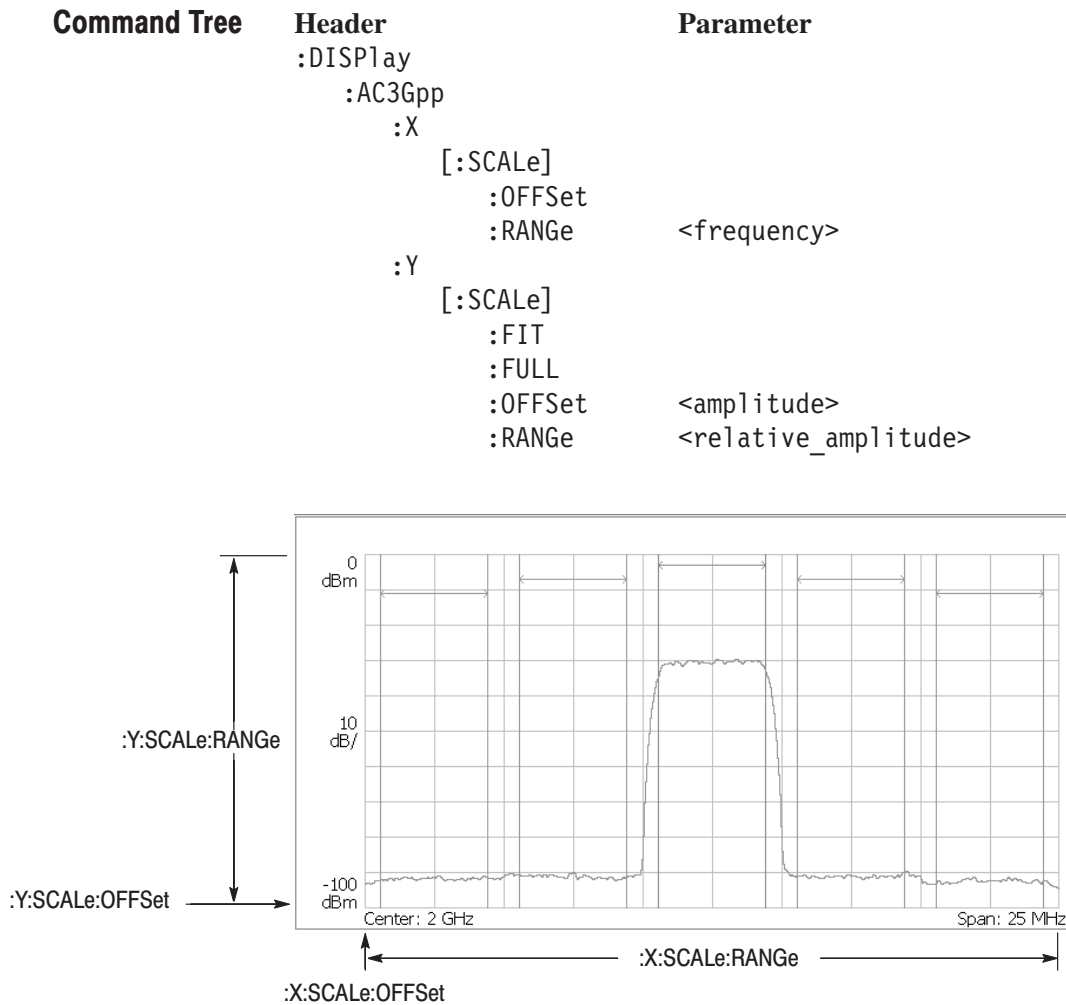 Command Tree Header Parameter
:DISPlay
:AC3Gpp
:X
[:SCALe]
:OFFSet
:RANGe <frequency>
:Y
[:SCALe]
:FIT
:FULL
:OFFSet <amplitude>
:RANGe <relative_amplitude>
0
dBm
:Y:SCALe:RANGe
10
dB/
-100
dBm
:Y:SCALe:OFFSet
Center: 2 GHz Span: 25 MHz
:X:SCALe:RANGe
:X:SCALe:OFFSet